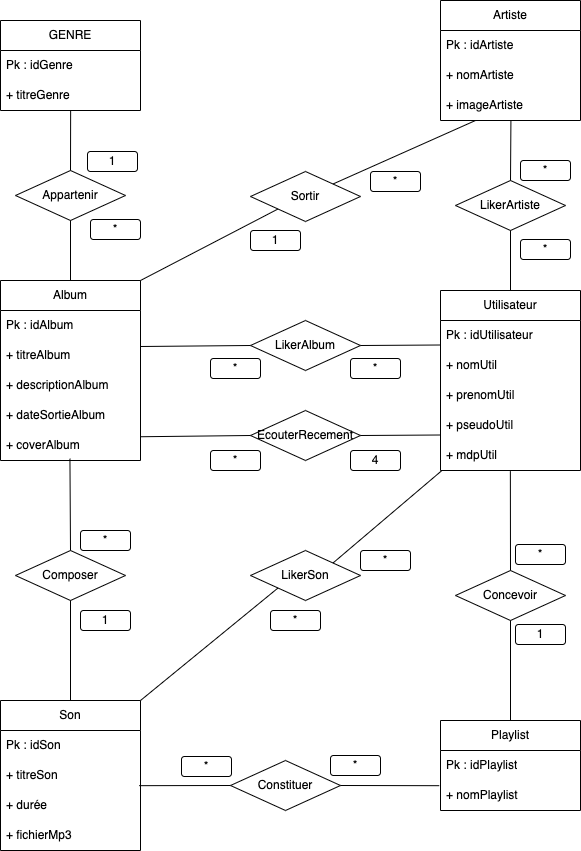 GENRE
Pk : idGenre
+ titreGenre
Artiste
Pk : idArtiste
+ nomArtiste
+ imageArtiste
1
Appartenir
*
Sortir
*
1
*
LikerArtiste
*
Album
Pk : idAlbum
+ titreAlbum
+ descriptionAlbum
+ dateSortieAlbum
+ coverAlbum
LikerAlbum
*
*
EcouterRecement
*
4
Utilisateur
Pk : idUtilisateur
+ nomUtil
+ prenomUtil
+ pseudoUtil
+ mdpUtil
*
Composer
1
LikerSon
*
*
*
Concevoir
1
Son
Pk : idSon
+ titreSon
+ durée
+ fichierMp3
*
Constituer
*
Playlist
Pk : idPlaylist
+ nomPlaylist